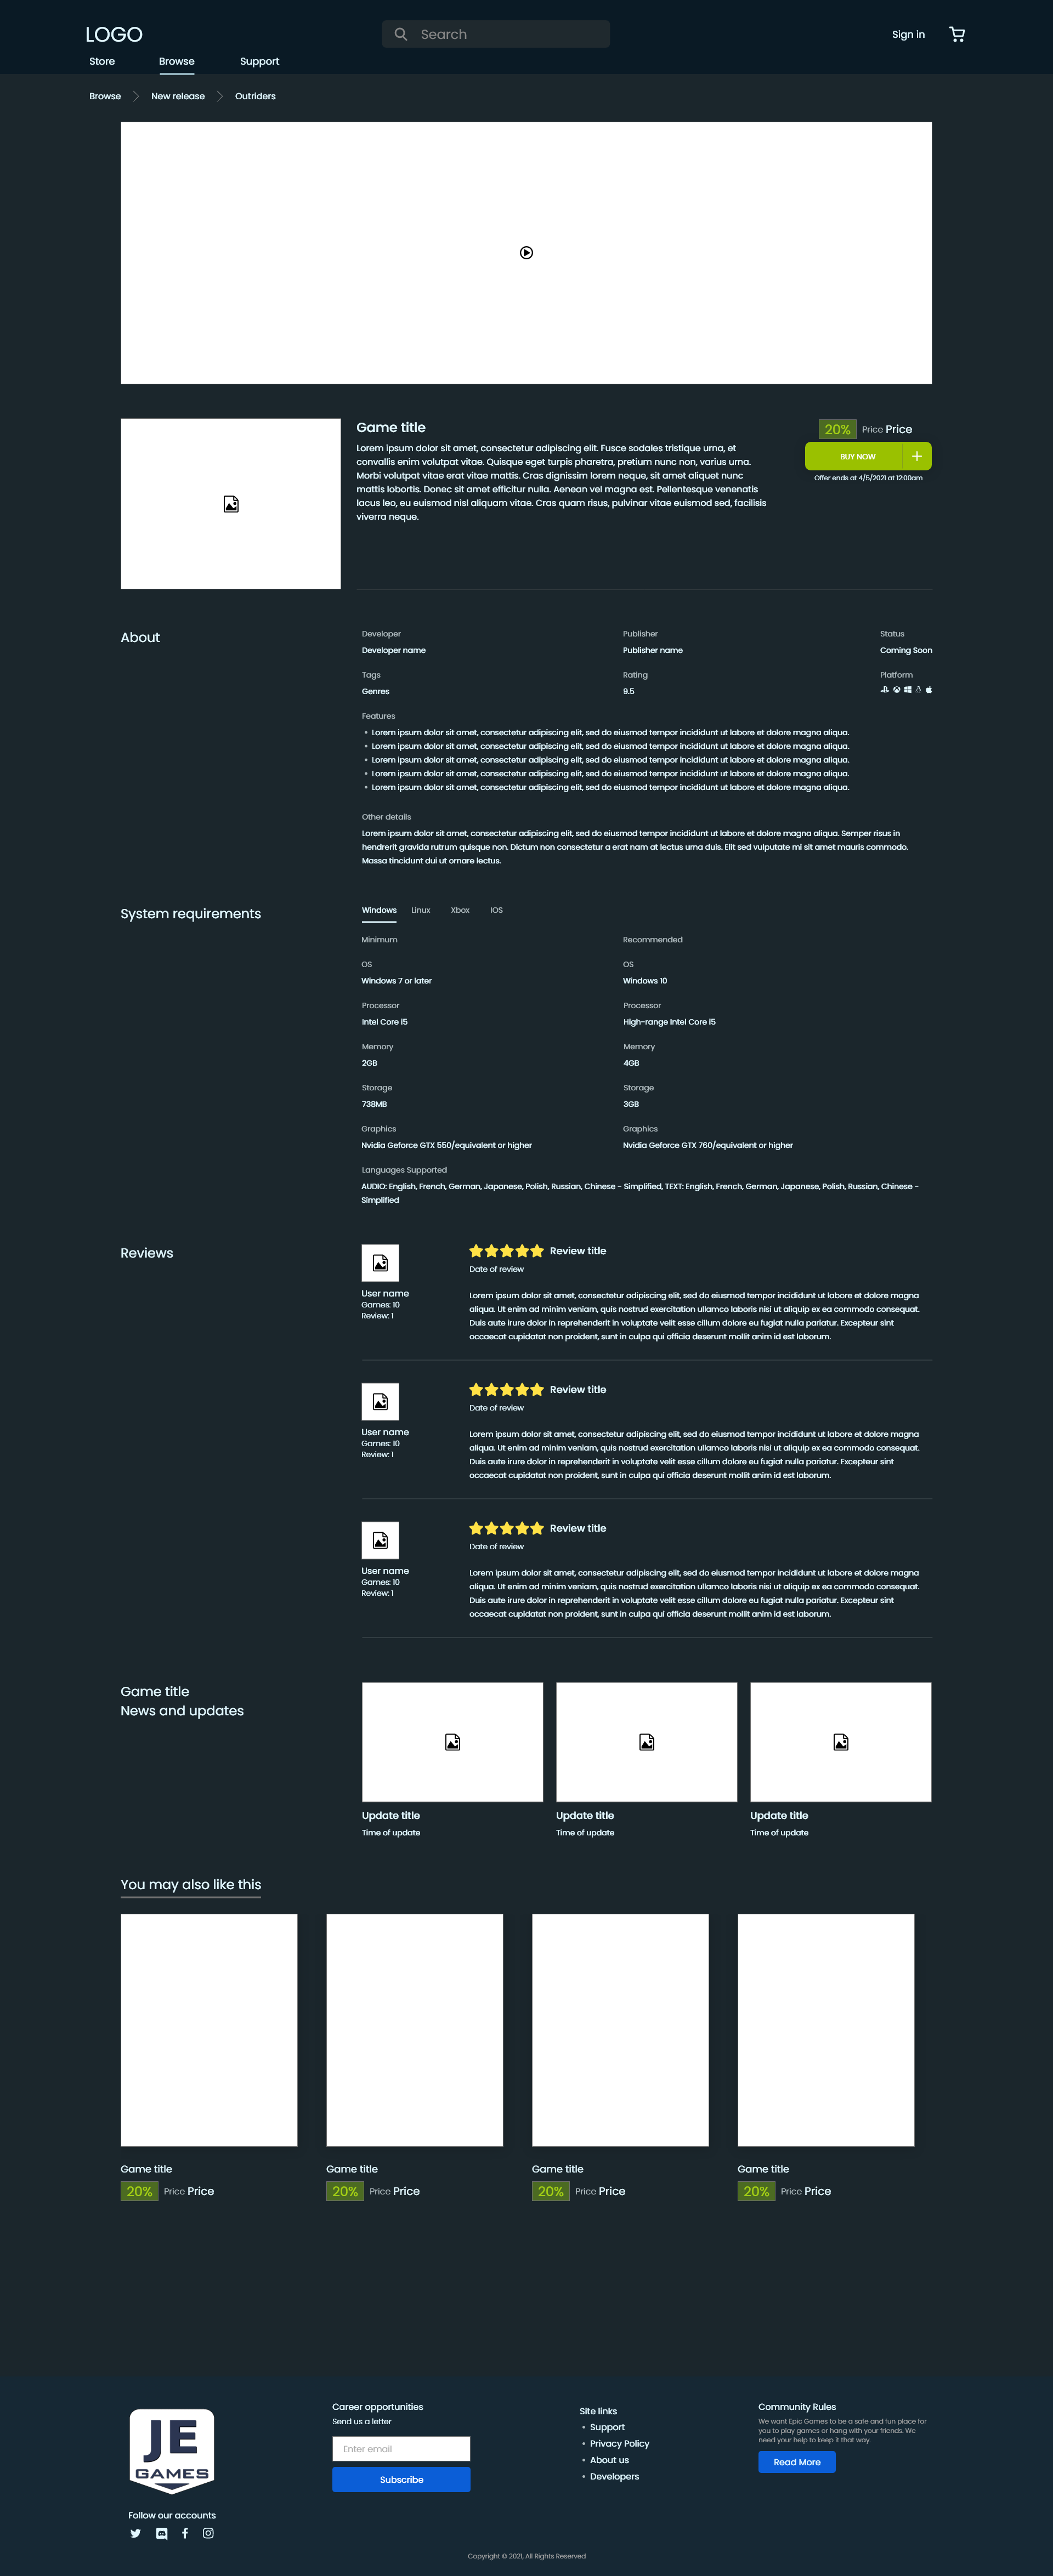 LOGO
Search
Sign in
Store
Browse
Support
Browse
New release
Outriders
Game title
Lorem ipsum dolor sit amet, consectetur adipiscing elit. Fusce sodales tristique urna, et
convallis enim volutpat vitae. Quisque eget turpis pharetra, pretium nunc non, varius urna.
Morbi volutpat vitae erat vitae mattis. Cras dignissim lorem neque, sit amet aliquet nunc
mattis lobortis. Donec sit amet efficitur nulla. Aenean vel magna est. Pellentesque venenatis
lacus leo, eu euismod nisl aliquam vitae. Cras quam risus, pulvinar vitae euismod sed, facilisis
viverra neque.
20% Price Price
BUY NOW +
Offer ends at 4/5/2021 at 12:00am
About
Developer
Developer name
Publisher
Publisher name
Status
Coming Soon
Tags
Genres
Rating
9.5
Platform
Features
• Lorem ipsum dolor sit amet, consectetur adipiscing elit, sed do eiusmod tempor incididunt ut labore et dolore magna aliqua.
• Lorem ipsum dolor sit amet, consectetur adipiscing elit, sed do eiusmod tempor incididunt ut labore et dolore magna aliqua.
• Lorem ipsum dolor sit amet, consectetur adipiscing elit, sed do eiusmod tempor incididunt ut labore et dolore magna aliqua.
• Lorem ipsum dolor sit amet, consectetur adipiscing elit, sed do eiusmod tempor incididunt ut labore et dolore magna aliqua.
• Lorem ipsum dolor sit amet, consectetur adipiscing elit, sed do eiusmod tempor incididunt ut labore et dolore magna aliqua.
Other details
Lorem ipsum dolor sit amet, consectetur adipiscing elit, sed do eiusmod tempor incididunt ut labore et dolore magna aliqua. Semper risus in
hendrerit gravida rutrum quisque non. Dictum non consectetur a erat nam at lectus urna duis. Elit sed vulputate mi sit amet mauris commodo.
Massa tincidunt dui ut ornare lectus.
System requirements
Windows
Linux
Xbox
IOS
Minimum
OS
Windows 7 or later
Processor
Intel Core i5
Memory
2GB
Storage
738MB
Graphics
Nvidia Geforce GTX 550/equivalent or higher
Recommended
OS
Windows 10
Processor
High-range Intel Core i5
Memory
4GB
Storage
3GB
Graphics
Nvidia Geforce GTX 760/equivalent or higher
Languages Supported
AUDIO: English, French, German, Japanese, Polish, Russian, Chinese - Simplified, TEXT: English, French, German, Japanese, Polish, Russian, Chinese -
Simplified
Reviews
User name
Games: 10
Review: 1
Review title
Date of review
Lorem ipsum dolor sit amet, consectetur adipiscing elit, sed do eiusmod tempor incididunt ut labore et dolore magna
aliqua. Ut enim ad minim veniam, quis nostrud exercitation ullamco laboris nisi ut aliquip ex ea commodo consequat.
Duis aute irure dolor in reprehenderit in voluptate velit esse cillum dolore eu fugiat nulla pariatur. Excepteur sint
occaecat cupidatat non proident, sunt in culpa qui officia deserunt mollit anim id est laborum.
User name
Games: 10
Review: 1
Review title
Date of review
Lorem ipsum dolor sit amet, consectetur adipiscing elit, sed do eiusmod tempor incididunt ut labore et dolore magna
aliqua. Ut enim ad minim veniam, quis nostrud exercitation ullamco laboris nisi ut aliquip ex ea commodo consequat.
Duis aute irure dolor in reprehenderit in voluptate velit esse cillum dolore eu fugiat nulla pariatur. Excepteur sint
occaecat cupidatat non proident, sunt in culpa qui officia deserunt mollit anim id est laborum.
User name
Games: 10
Review: 1
Review title
Date of review
Lorem ipsum dolor sit amet, consectetur adipiscing elit, sed do eiusmod tempor incididunt ut labore et dolore magna
aliqua. Ut enim ad minim veniam, quis nostrud exercitation ullamco laboris nisi ut aliquip ex ea commodo consequat.
Duis aute irure dolor in reprehenderit in voluptate velit esse cillum dolore eu fugiat nulla pariatur. Excepteur sint
occaecat cupidatat non proident, sunt in culpa qui officia deserunt mollit anim id est laborum.
Game title
News and updates
Update title
Time of update
Update title
Time of update
Update title
Time of update
You may also like this
Game title
20% Price Price
Game title
20% Price Price
Game title
20% Price Price
Game title
20% Price Price
JE
GAMES
Follow our accounts
Career opportunities
Send us a letter
Enter email
Subscribe
Site links
• Support
• Privacy Policy
• About us
• Developers
Community Rules
We want Epic Games to be a safe and fun place for
you to play games or hang with your friends. We
need your help to keep it that way.
Read More
Copyright © 2021, All Rights Reserved